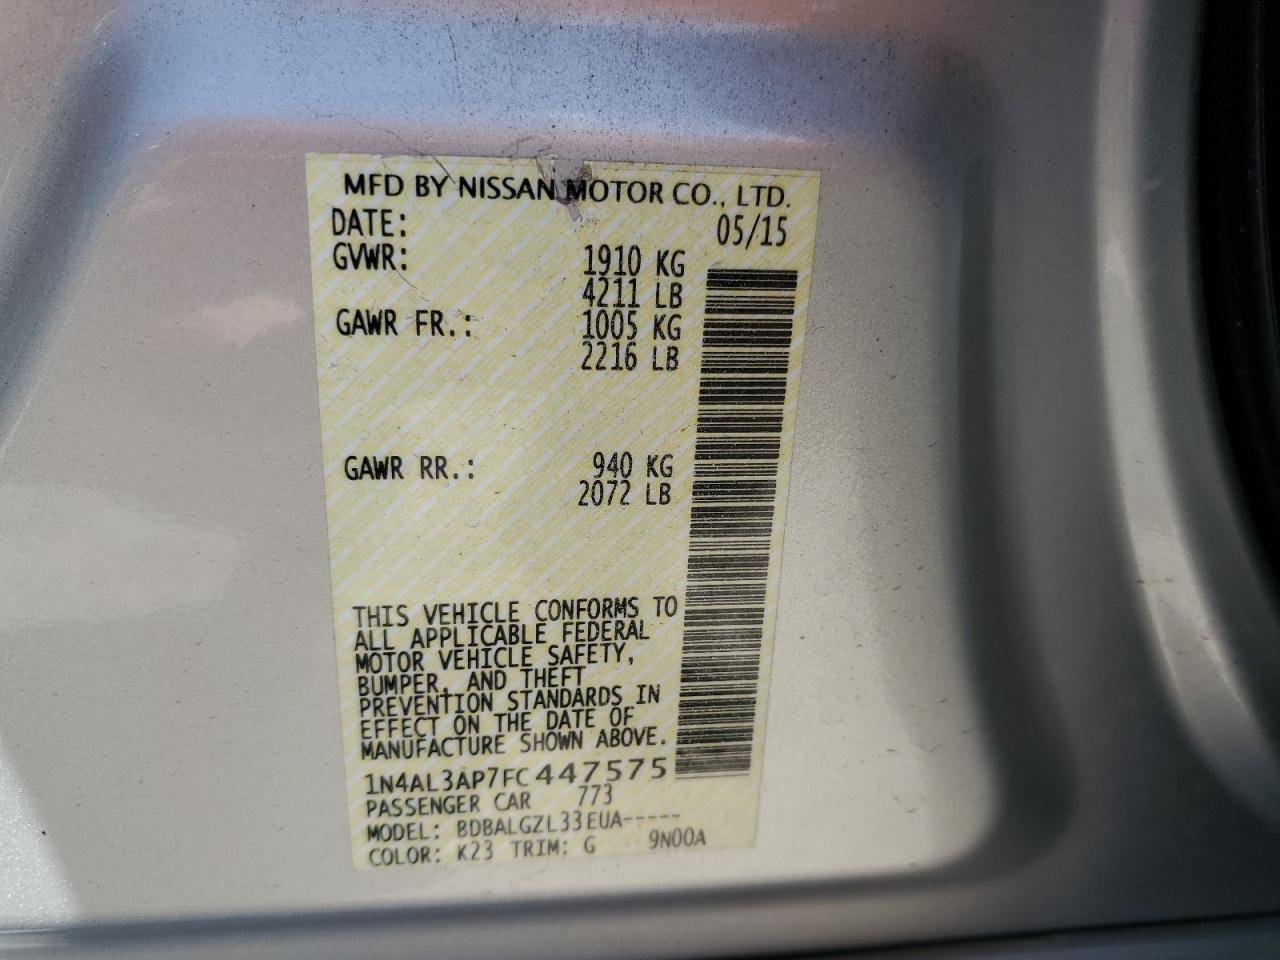 MFD BY NISSAN MOTOR CO., LTD.
DATE: 05/15
GVWR: 1910 KG
4211 LB
GAWR FR.: 1005 KG
2216 LB
GAWR RR.: 940 KG
2072 LB
THIS VEHICLE CONFORMS TO
ALL APPLICABLE FEDERAL
MOTOR VEHICLE SAFETY,
BUMPER, AND THEFT
PREVENTION STANDARDS IN
EFFECT ON THE DATE OF
MANUFACTURE SHOWN ABOVE.
1N4AL3AP7FC447575
PASSENGER CAR 773
MODEL: BDBALGZL33EUA-----
COLOR: K23 TRIM: G 9N00A